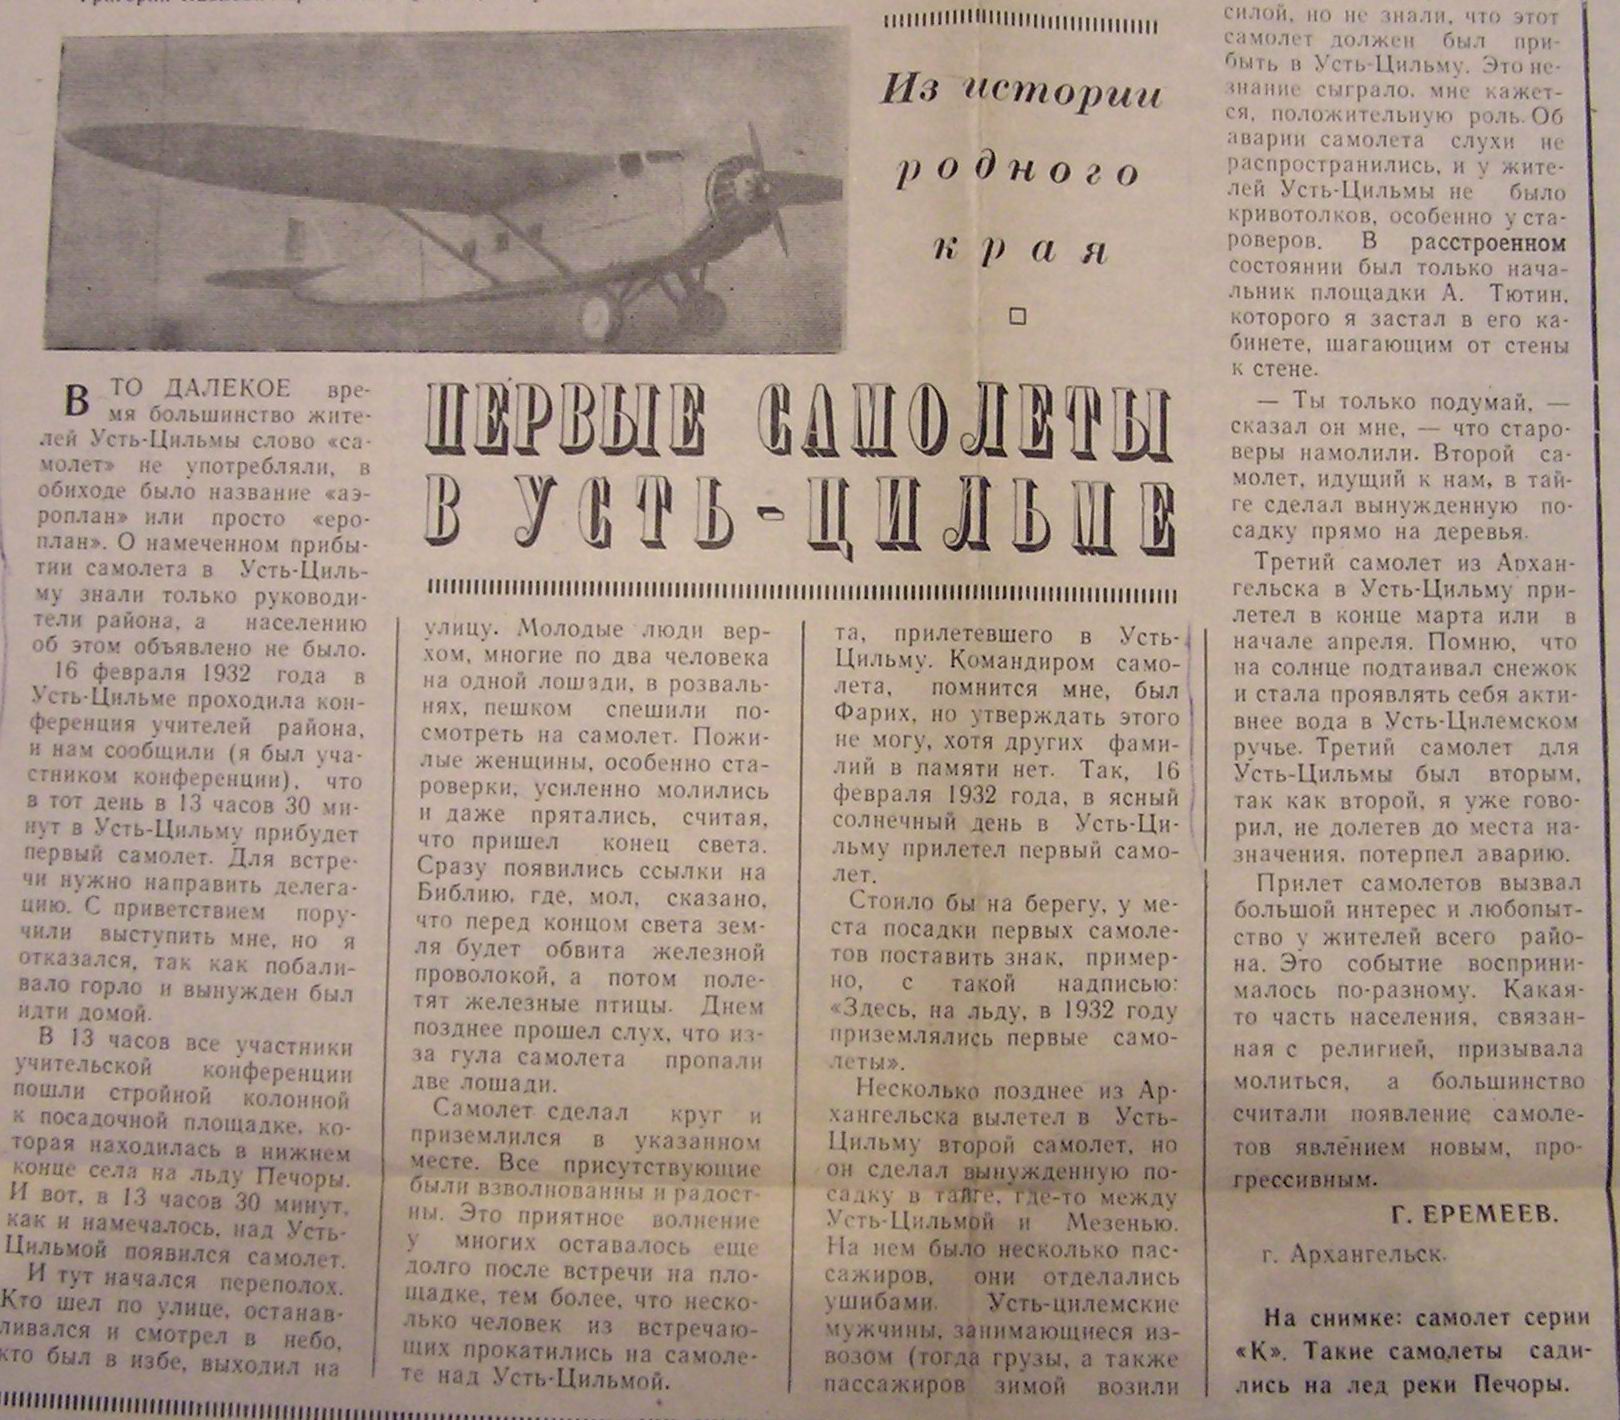 Из истории
родного
края
ПЕРВЫЕ САМОЛЕТЫ
В УСТЬ-ЦИЛЬМЕ
В ТО ДАЛЕКОЕ вре-
мя большинство жите-
лей Усть-Цильмы слово «са-
молет» не употребляли, в
обиходе было название «аэ-
роплан» или просто «еро-
план». О намеченном прибы-
тии самолета в Усть-Циль-
му знали только руководи-
тели района, а населению
об этом объявлено не было.
16 февраля 1932 года в
Усть-Цильме проходила кон-
ференция учителей района,
и нам сообщили (я был уча-
стником конференции), что
в тот день в 13 часов 30 ми-
нут в Усть-Цильму прибудет
первый самолет. Для встре-
чи нужно направить делега-
цию. С приветствием пору-
чили выступить мне, но я
отказался, так как побали-
вало горло и вынужден был
идти домой.
В 13 часов все участники
учительской конференции
пошли стройной колонной
к посадочной площадке, ко-
торая находилась в нижнем
конце села на льду Печоры.
И вот, в 13 часов 30 минут,
как и намечалось, над Усть-
Цильмой появился самолет.
И тут начался переполох.
Кто шел по улице, останав-
ливался и смотрел в небо,
кто был в избе, выходил на
улицу. Молодые люди вер-
хом, многие по два человека
на одной лошади, в розваль-
нях, пешком спешили по-
смотреть на самолет. Пожи-
лые женщины, особенно ста-
роверки, усиленно молились
и даже прятались, считая,
что пришел конец света.
Сразу появились ссылки на
Библию, где, мол, сказано,
что перед концом света зем-
ля будет обвита железной
проволокой, а потом поле-
тят железные птицы. Днем
позднее прошел слух, что из-
за гула самолета пропали
две лошади.
Самолет сделал круг и
приземлился в указанном
месте. Все присутствующие
были взволнованны и радост-
ны. Это приятное волнение
у многих оставалось еще
долго после встречи на пло-
щадке, тем более, что неско-
лько человек из встречаю-
щих прокатились на самоле-
те над Усть-Цильмой.
та, прилетевшего в Усть-
Цильму. Командиром само-
лета, помнится мне, был
Фарих, но утверждать этого
не могу, хотя других фами-
лий в памяти нет. Так, 16
февраля 1932 года, в ясный
солнечный день в Усть-Ци-
льму прилетел первый само-
лет.
Стоило бы на берегу, у ме-
ста посадки первых самоле-
тов поставить знак, пример-
но, с такой надписью:
«Здесь, на льду, в 1932 году
приземлялись первые само-
леты».
Несколько позднее из Ар-
хангельска вылетел в Усть-
Цильму второй самолет, но
он сделал вынужденную по-
садку в тайге, где-то между
Усть-Цильмой и Мезенью.
На нем было несколько пас-
сажиров, они отделались
ушибами. Усть-цилемские
мужчины, занимающиеся из-
возом (тогда грузы, а также
пассажиров зимой возили
силой, но не знали, что этот
самолет должен был при-
быть в Усть-Цильму. Это не-
знание сыграло, мне кажет-
ся, положительную роль. Об
аварии самолета слухи не
распространились, и у жите-
лей Усть-Цильмы не было
кривотолков, особенно у ста-
роверов. В расстроенном
состоянии был только нача-
льник площадки А. Тютин,
которого я застал в его ка-
бинете, шагающим от стены
к стене.
— Ты только подумай, —
сказал он мне, — что старо-
веры намолили. Второй са-
молет, идущий к нам, в тай-
ге сделал вынужденную по-
садку прямо на деревья.
Третий самолет из Архан-
гельска в Усть-Цильму при-
летел в конце марта или в
начале апреля. Помню, что
на солнце подтаивал снежок
и стала проявлять себя акти-
внее вода в Усть-Цилемском
ручье. Третий самолет для
Усть-Цильмы был вторым,
так как второй, я уже гово-
рил, не долетев до места на-
значения, потерпел аварию.
Прилет самолетов вызвал
большой интерес и любопыт-
ство у жителей всего райо-
на. Это событие восприни-
малось по-разному. Какая-
то часть населения, связан-
ная с религией, призывала
молиться, а большинство
считали появление самоле-
тов явлением новым, про-
грессивным.
Г. ЕРЕМЕЕВ.
г. Архангельск.
На снимке: самолет серии
«К». Такие самолеты сади-
лись на лед реки Печоры.